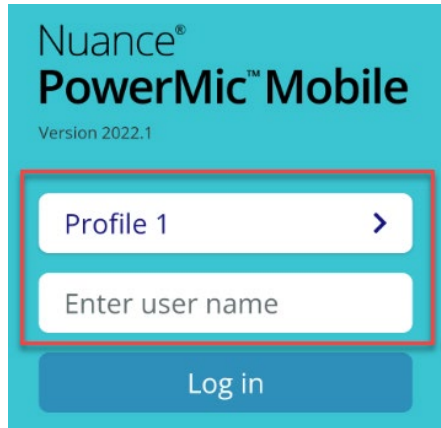 Nuance®
PowerMic™ Mobile
Version 2022.1
Profile 1
Enter user name
Log in